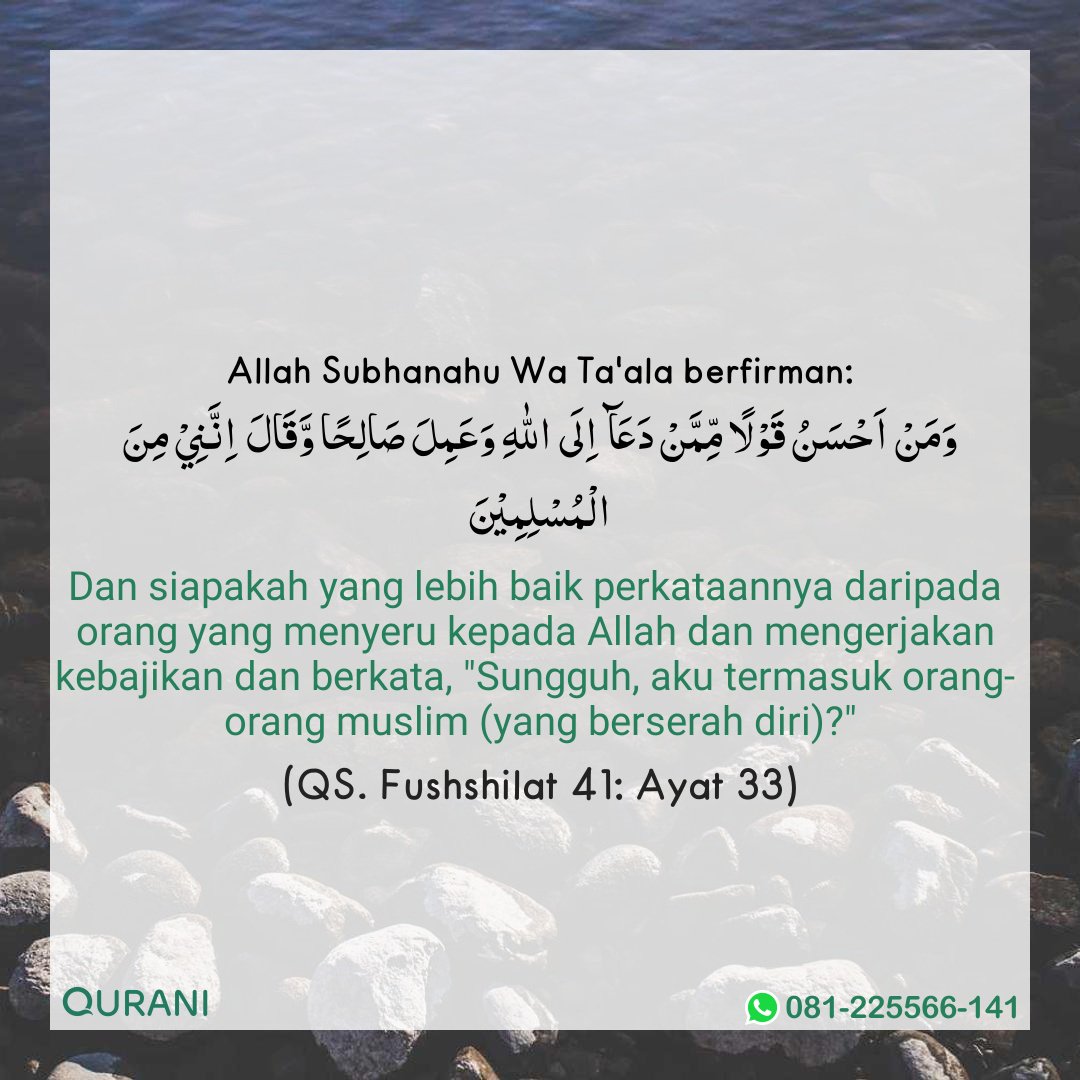 Allah Subhanahu Wa Ta'ala berfirman:
وَمَنْ اَحْسَنُ قَوْلًا مِّمَّنْ دَعَاۤ اِلَى اللّٰهِ وَعَمِلَ صَالِحًا وَّقَالَ اِنَّنِيْ مِنَ
الْمُسْلِمِيْنَ
Dan siapakah yang lebih baik perkataannya daripada
orang yang menyeru kepada Allah dan mengerjakan
kebajikan dan berkata, "Sungguh, aku termasuk orang-
orang muslim (yang berserah diri)?"
(QS. Fushshilat 41: Ayat 33)
QURANI
081-225566-141